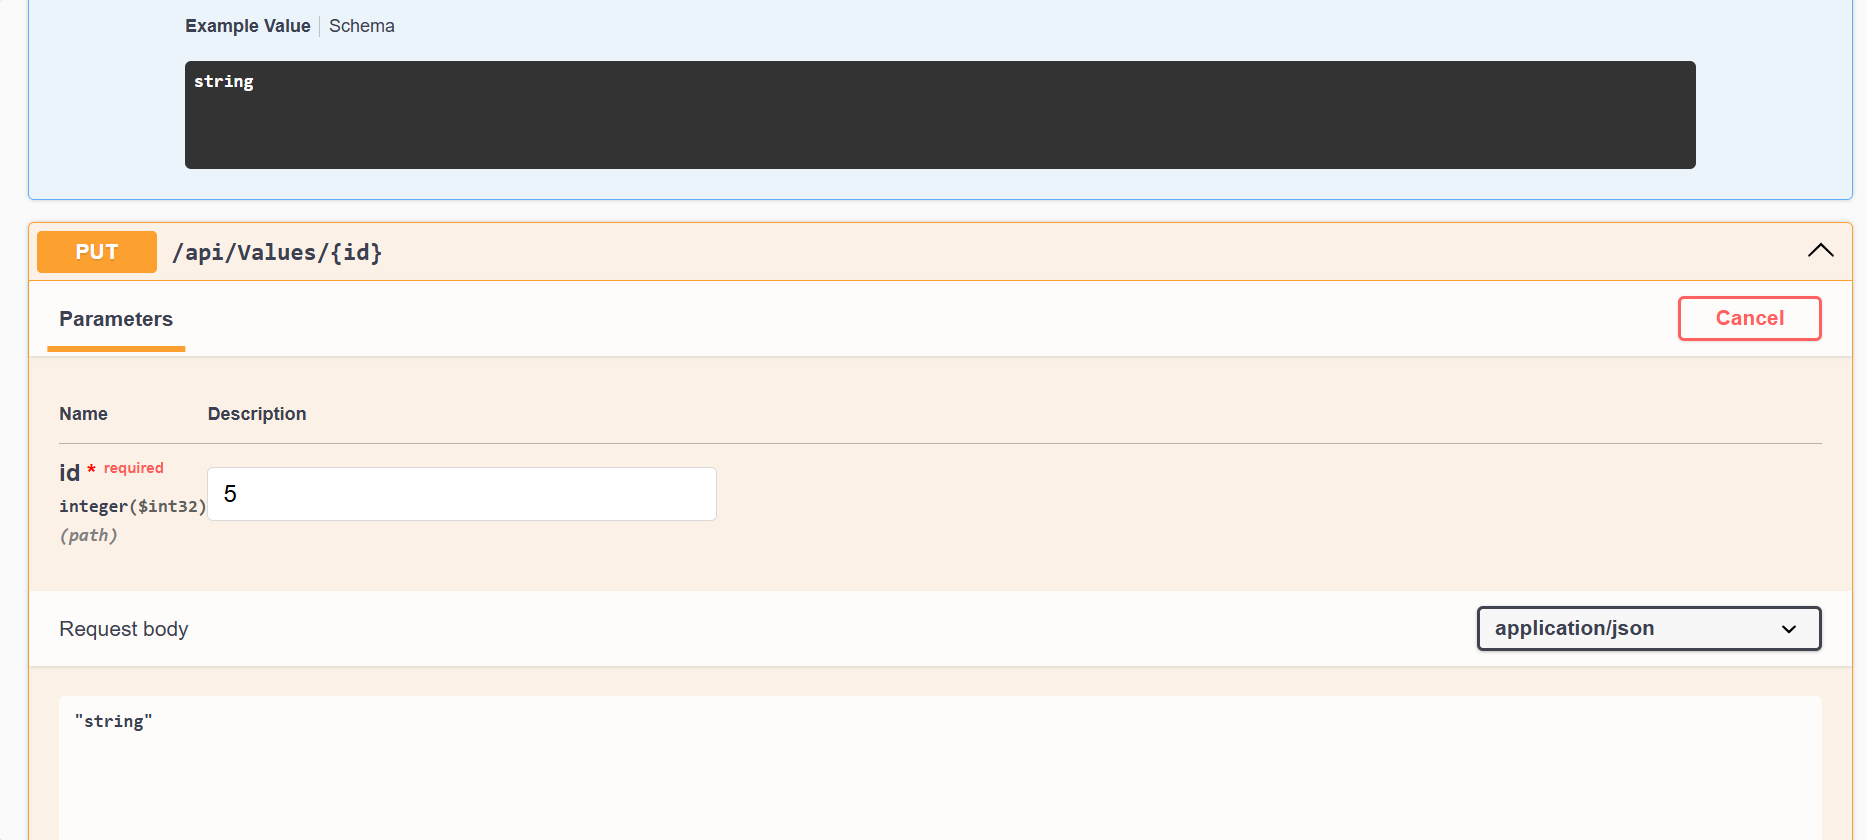 Example Value Schema
string
PUT /api/Values/{id}
Parameters Cancel
Name Description
id * required
5
integer($int32)
(path)
Request body application/json
"string"